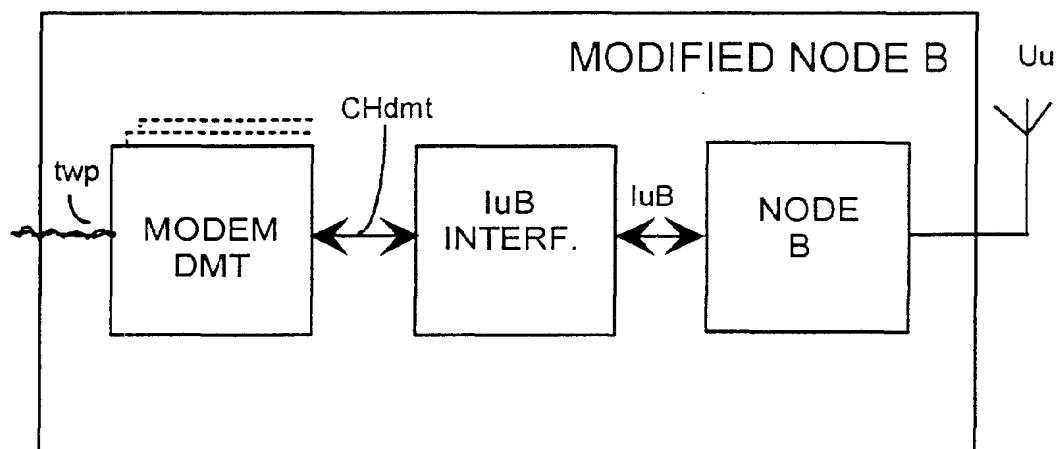 MODIFIED NODE B
Uu
CHdmt
twp
MODEM
DMT
IuB
INTERF.
IuB
NODE
B